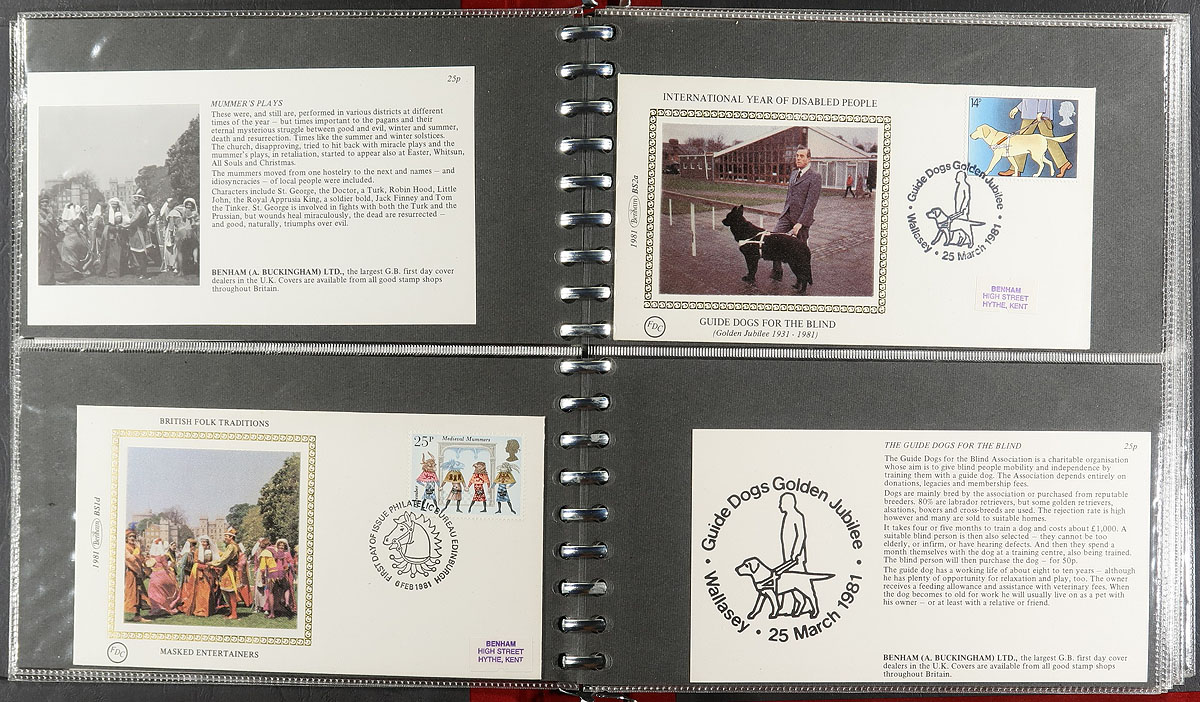 25p
MUMMER'S PLAYS
These were, and still are, performed in various districts at different
times of the year — but times important to the pagans and their
eternal mysterious struggle between good and evil, winter and summer,
death and resurrection. Times like the summer and winter solstices.
The church, disapproving, tried to hit back with miracle plays and the
mummer's plays, in retaliation, started to appear also at Easter, Whitsun,
All Souls and Christmas.
The mummers moved from one hostelry to the next and names — and
idiosyncracies — of local people were included.
Characters include St. George, the Doctor, a Turk, Robin Hood, Little
John, the Royal Apprusia King, a soldier bold, Jack Finney and Tom
the Tinker. St. George is involved in fights with both the Turk and the
Prussian, but wounds heal miraculously, the dead are resurrected —
and good, naturally, triumphs over evil.
BENHAM (A. BUCKINGHAM) LTD., the largest G.B. first day cover
dealers in the U.K. Covers are available from all good stamp shops
throughout Britain.
INTERNATIONAL YEAR OF DISABLED PEOPLE
1981 Benham BS2a
FDC
GUIDE DOGS FOR THE BLIND
(Golden Jubilee 1931 - 1981)
14P
Guide Dogs Golden Jubilee
Wallasey • 25 March 1981
BENHAM
HIGH STREET
HYTHE, KENT
BRITISH FOLK TRADITIONS
1981 Benham BS1d
FDC
MASKED ENTERTAINERS
25P Medieval Mummers
FIRST DAY OF ISSUE PHILATELIC BUREAU EDINBURGH
6 FEB 1981
BENHAM
HIGH STREET
HYTHE, KENT
Guide Dogs Golden Jubilee
Wallasey • 25 March 1981
THE GUIDE DOGS FOR THE BLIND 25p
The Guide Dogs for the Blind Association is a charitable organisation
whose aim is to give blind people mobility and independence by
training them with a guide dog. The Association depends entirely on
donations, legacies and membership fees.
Dogs are mainly bred by the association or purchased from reputable
breeders. 80% are labrador retrievers, but some golden retrievers,
alsations, boxers and cross-breeds are used. The rejection rate is high
however and many are sold to suitable homes.
It takes four or five months to train a dog and costs about £1,000. A
suitable blind person is then also selected — they cannot be too
elderly, or infirm, or have hearing defects. And then they spend a
month themselves with the dog at a training centre, also being trained.
The blind person will then purchase the dog — for 50p.
The guide dog has a working life of about eight to ten years — although
he has plenty of opportunity for relaxation and play, too. The owner
receives a feeding allowance and assistance with veterinary fees. When
the dog becomes to old for work he will usually live on as a pet with
his owner — or at least with a relative or friend.
BENHAM (A. BUCKINGHAM) LTD., the largest G.B. first day cover
dealers in the U.K. Covers are available from all good stamp shops
throughout Britain.